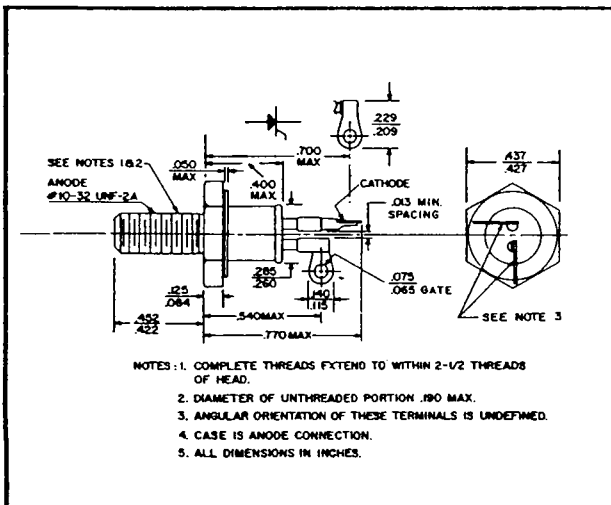 .229
.209
.700
MAX
.437
.427
SEE NOTES 1&2
.050
MAX
.400
MAX
CATHODE
.013 MIN.
SPACING
ANODE
#10-32 UNF-2A
.285
.260
.075
.065 GATE
.140
.115
SEE NOTE 3
.125
.084
.540 MAX
.452
.422
.770 MAX
NOTES: 1. COMPLETE THREADS EXTEND TO WITHIN 2-1/2 THREADS
OF HEAD.
2. DIAMETER OF UNTHREADED PORTION .190 MAX.
3. ANGULAR ORIENTATION OF THESE TERMINALS IS UNDEFINED.
4. CASE IS ANODE CONNECTION.
5. ALL DIMENSIONS IN INCHES.